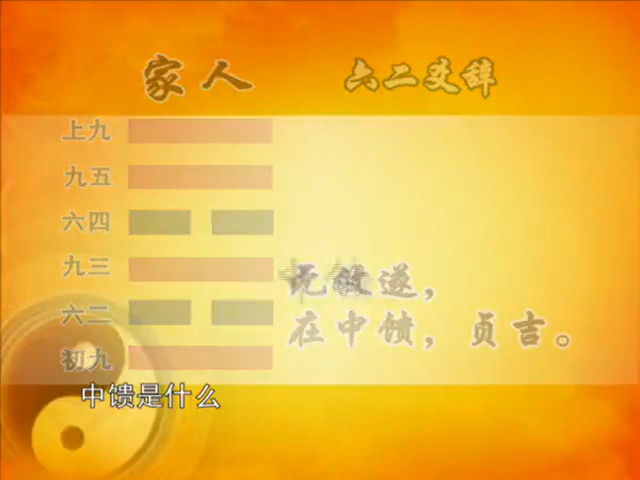 家人 六二爻辞
上九
九五
六四
九三
六二
初九
无攸遂，
在中馈，贞吉。
中馈是什么